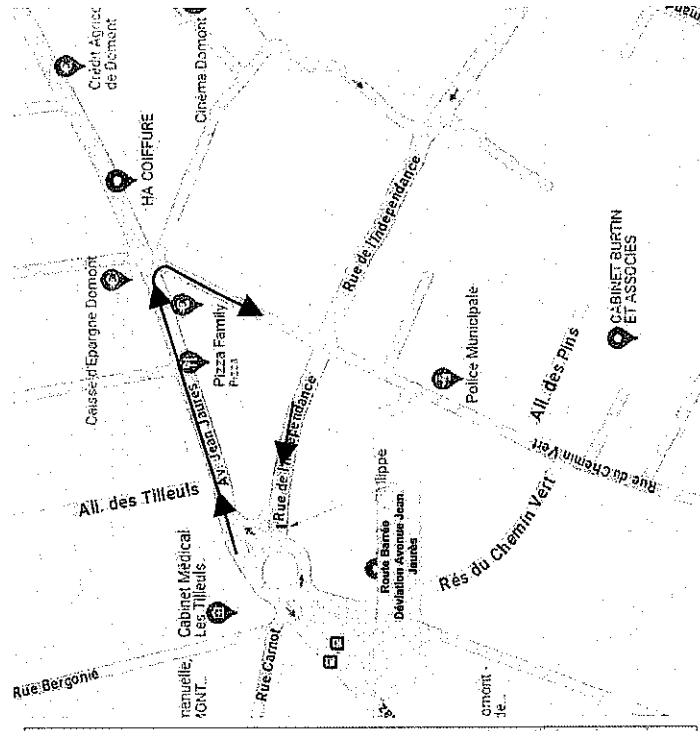 Crédit Agric
de Domont
Cinéma Domont
HA COIFFURE
Caisse d'Epargne Domont
Pizza Family
Pizza
Av. Jean Jaurès
All. des Tilleuls
Rue de l'Indépendance
Rue de l'Indépendance
Police Municipale
CABINET BURTIN
ET ASSOCIES
All. des Pins
Rue du Chemin Vert
Rés du Chemin Vert
Route Barrée
Déviation Avenue Jean
Jaurès
Cabinet Médical
Les Tilleuls...
Rue Bergonié
Rue Carnot